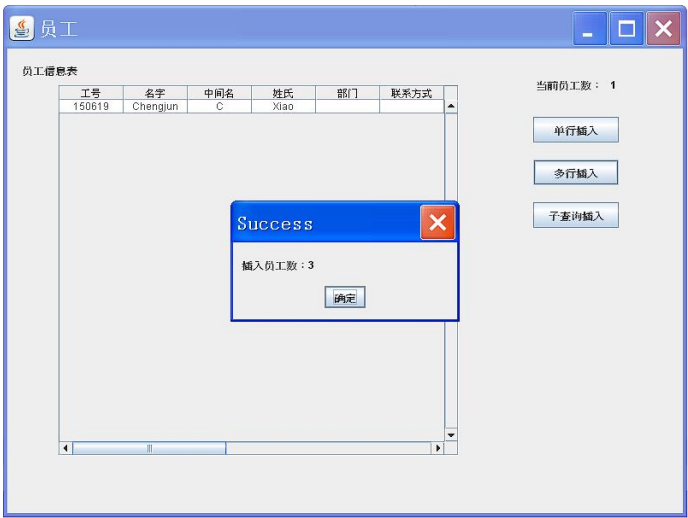 员工
员工信息表
当前员工数： 1
工号 名字 中间名 姓氏 部门 联系方式
150619 Chengjun C Xiao
单行插入
多行插入
子查询插入
Success
插入员工数：3
确定